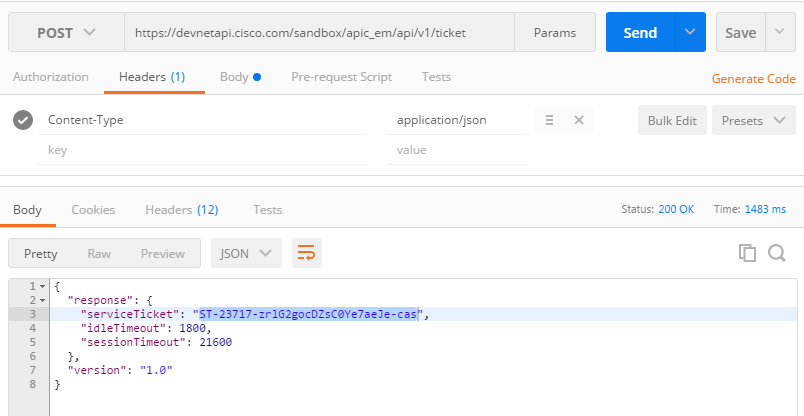 POST https://devnetapi.cisco.com/sandbox/apic_em/api/v1/ticket Params Send Save
Authorization Headers (1) Body Pre-request Script Tests Generate Code
Content-Type application/json Bulk Edit Presets
key value
Body Cookies Headers (12) Tests Status: 200 OK Time: 1483 ms
Pretty Raw Preview JSON
1 {
2 "response": {
3 "serviceTicket": "ST-23717-zrlG2gocDZsC0Ye7aeJe-cas",
4 "idleTimeout": 1800,
5 "sessionTimeout": 21600
6 },
7 "version": "1.0"
8 }